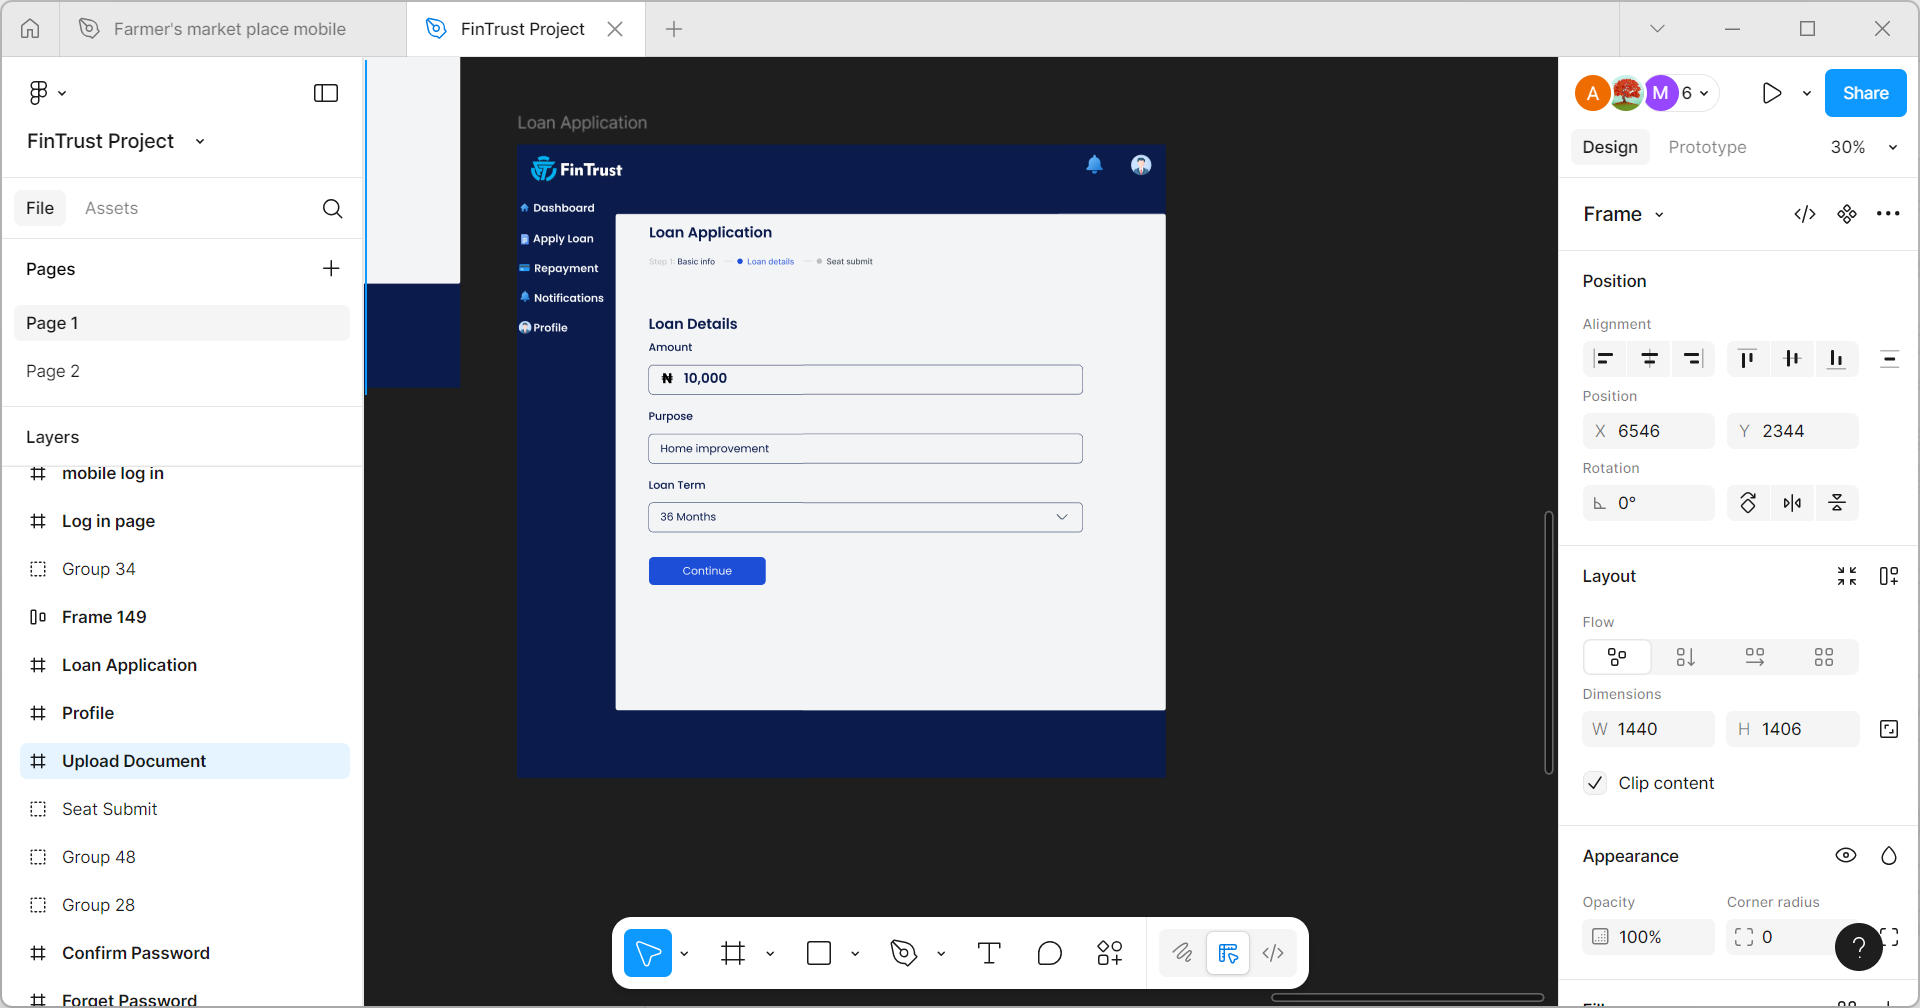 Farmer's market place mobile
FinTrust Project
FinTrust Project
File
Assets
Pages
Page 1
Page 2
Layers
mobile log in
Log in page
Group 34
Frame 149
Loan Application
Profile
Upload Document
Seat Submit
Group 48
Group 28
Confirm Password
Forget Password
Loan Application
FinTrust
Dashboard
Apply Loan
Repayment
Notifications
Profile
Loan Application
Step 1: Basic info
Loan details
Seat submit
Loan Details
Amount
₦ 10,000
Purpose
Home improvement
Loan Term
36 Months
Continue
A
M
6
Share
Design
Prototype
30%
Frame
Position
Alignment
Position
X 6546
Y 2344
Rotation
0°
Layout
Flow
Dimensions
W 1440
H 1406
Clip content
Appearance
Opacity
Corner radius
100%
0
?